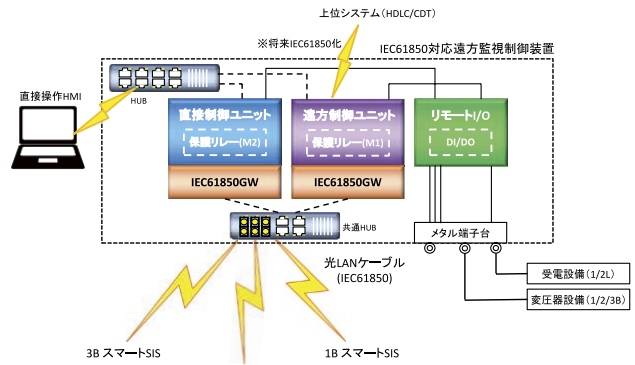 上位システム（HDLC/CDT）
※将来IEC61850化
IEC61850対応遠方監視制御装置
直接操作HMI
HUB
直接制御ユニット
保護リレー(M2)
IEC61850GW
遠方制御ユニット
保護リレー(M1)
IEC61850GW
リモートI/O
DI/DO
共通HUB
メタル端子台
光LANケーブル
(IEC61850)
受電設備(1/2L)
変圧器設備(1/2/3B)
3B スマートSIS
1B スマートSIS